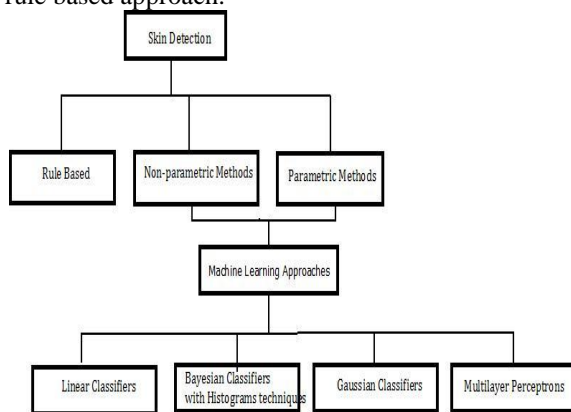 rule based approach.
Skin Detection
Rule Based
Non-parametric Methods
Parametric Methods
Machine Learning Approaches
Linear Classifiers
Bayesian Classifiers
with Histograms techniques
Gaussian Classifiers
Multilayer Perceptrons